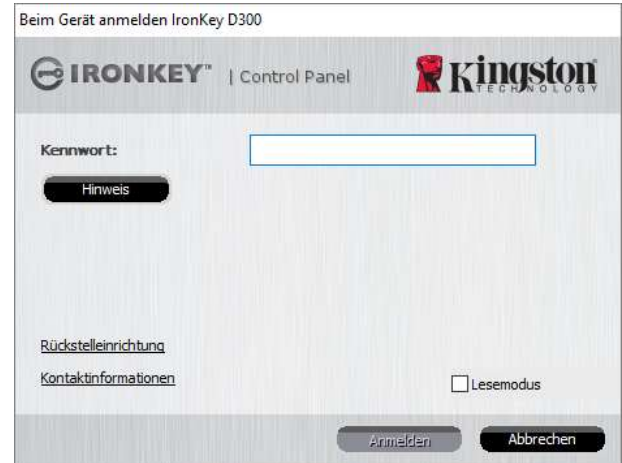 Beim Gerät anmelden IronKey D300
IRONKEY™ | Control Panel
Kingston
TECHNOLOGY
Kennwort:
Hinweis
Rückstelleinrichtung
Kontaktinformationen
Lesemodus
Anmelden Abbrechen